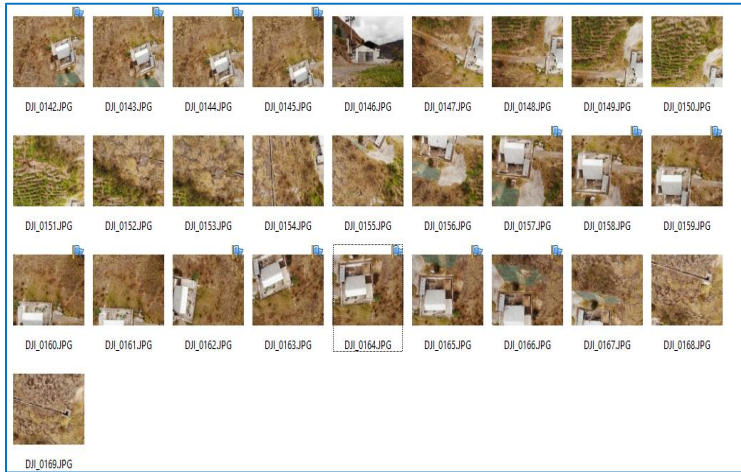 DJI_0142.JPG DJI_0143.JPG DJI_0144.JPG DJI_0145.JPG DJI_0146.JPG DJI_0147.JPG DJI_0148.JPG DJI_0149.JPG DJI_0150.JPG
DJI_0151.JPG DJI_0152.JPG DJI_0153.JPG DJI_0154.JPG DJI_0155.JPG DJI_0156.JPG DJI_0157.JPG DJI_0158.JPG DJI_0159.JPG
DJI_0160.JPG DJI_0161.JPG DJI_0162.JPG DJI_0163.JPG DJI_0164.JPG DJI_0165.JPG DJI_0166.JPG DJI_0167.JPG DJI_0168.JPG
DJI_0169.JPG